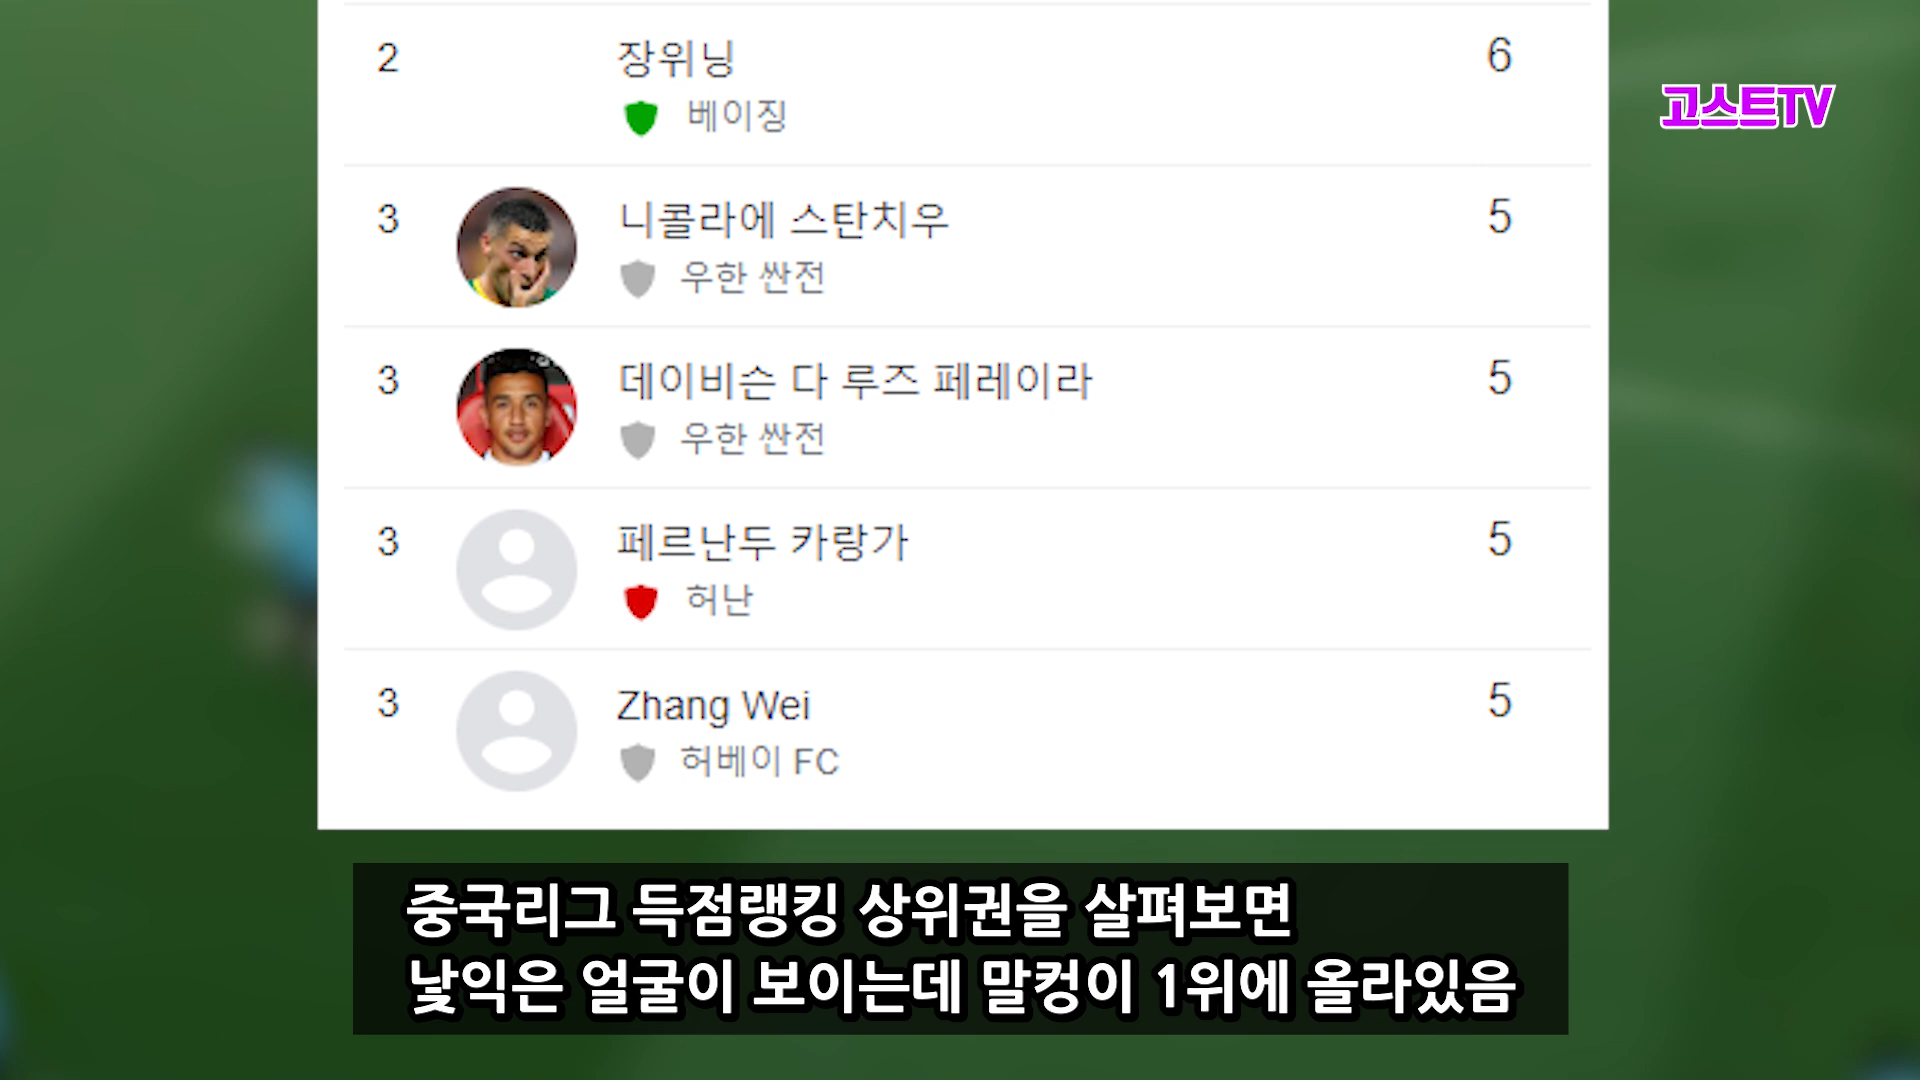 2
장위닝
6
베이징
고스트TV
3
니콜라에 스탄치우
5
우한 싼전
3
데이비슨 다 루즈 페레이라
5
우한 싼전
3
페르난두 카랑가
5
허난
3
Zhang Wei
5
허베이 FC
중국리그 득점랭킹 상위권을 살펴보면
낯익은 얼굴이 보이는데 말컹이 1위에 올라있음